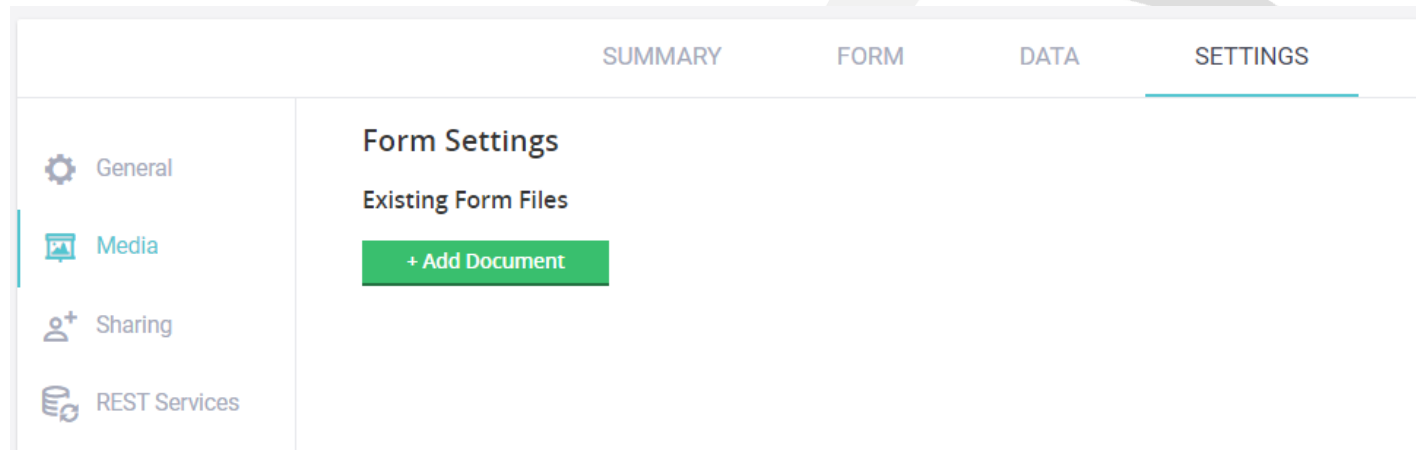 SUMMARY FORM DATA SETTINGS
General
Media
Sharing
REST Services
Form Settings
Existing Form Files
+ Add Document